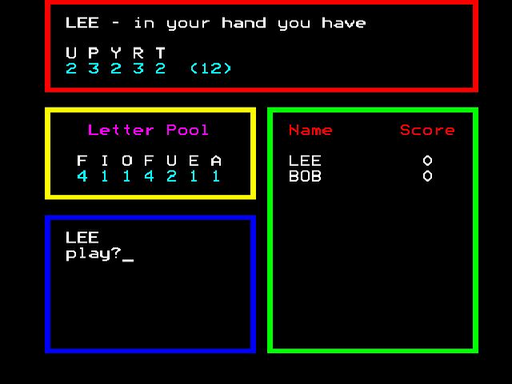 LEE - in your hand you have
U P Y R T
2 3 2 3 2 (12)
Letter Pool
F I O F U E A
4 1 1 4 2 1 1
Name Score
LEE 0
BOB 0
LEE
play?_